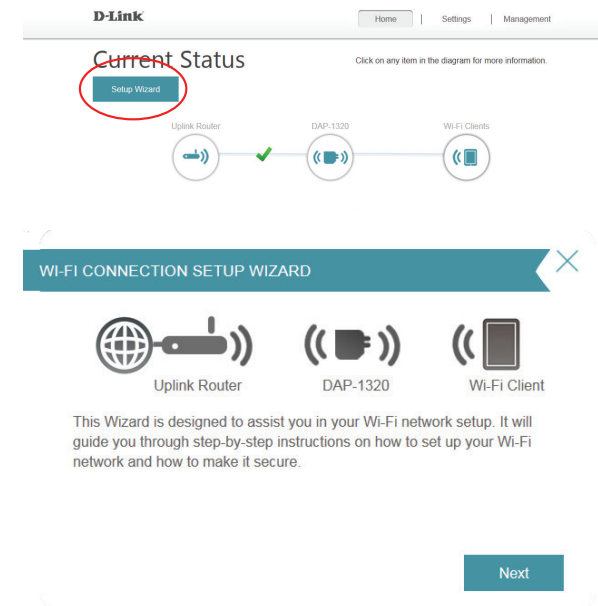 D-Link
Home | Settings | Management
Current Status
Click on any item in the diagram for more information.
Setup Wizard
Uplink Router
DAP-1320
Wi-Fi Clients
WI-FI CONNECTION SETUP WIZARD
Uplink Router
DAP-1320
Wi-Fi Client
This Wizard is designed to assist you in your Wi-Fi network setup. It will
guide you through step-by-step instructions on how to set up your Wi-Fi
network and how to make it secure.
Next